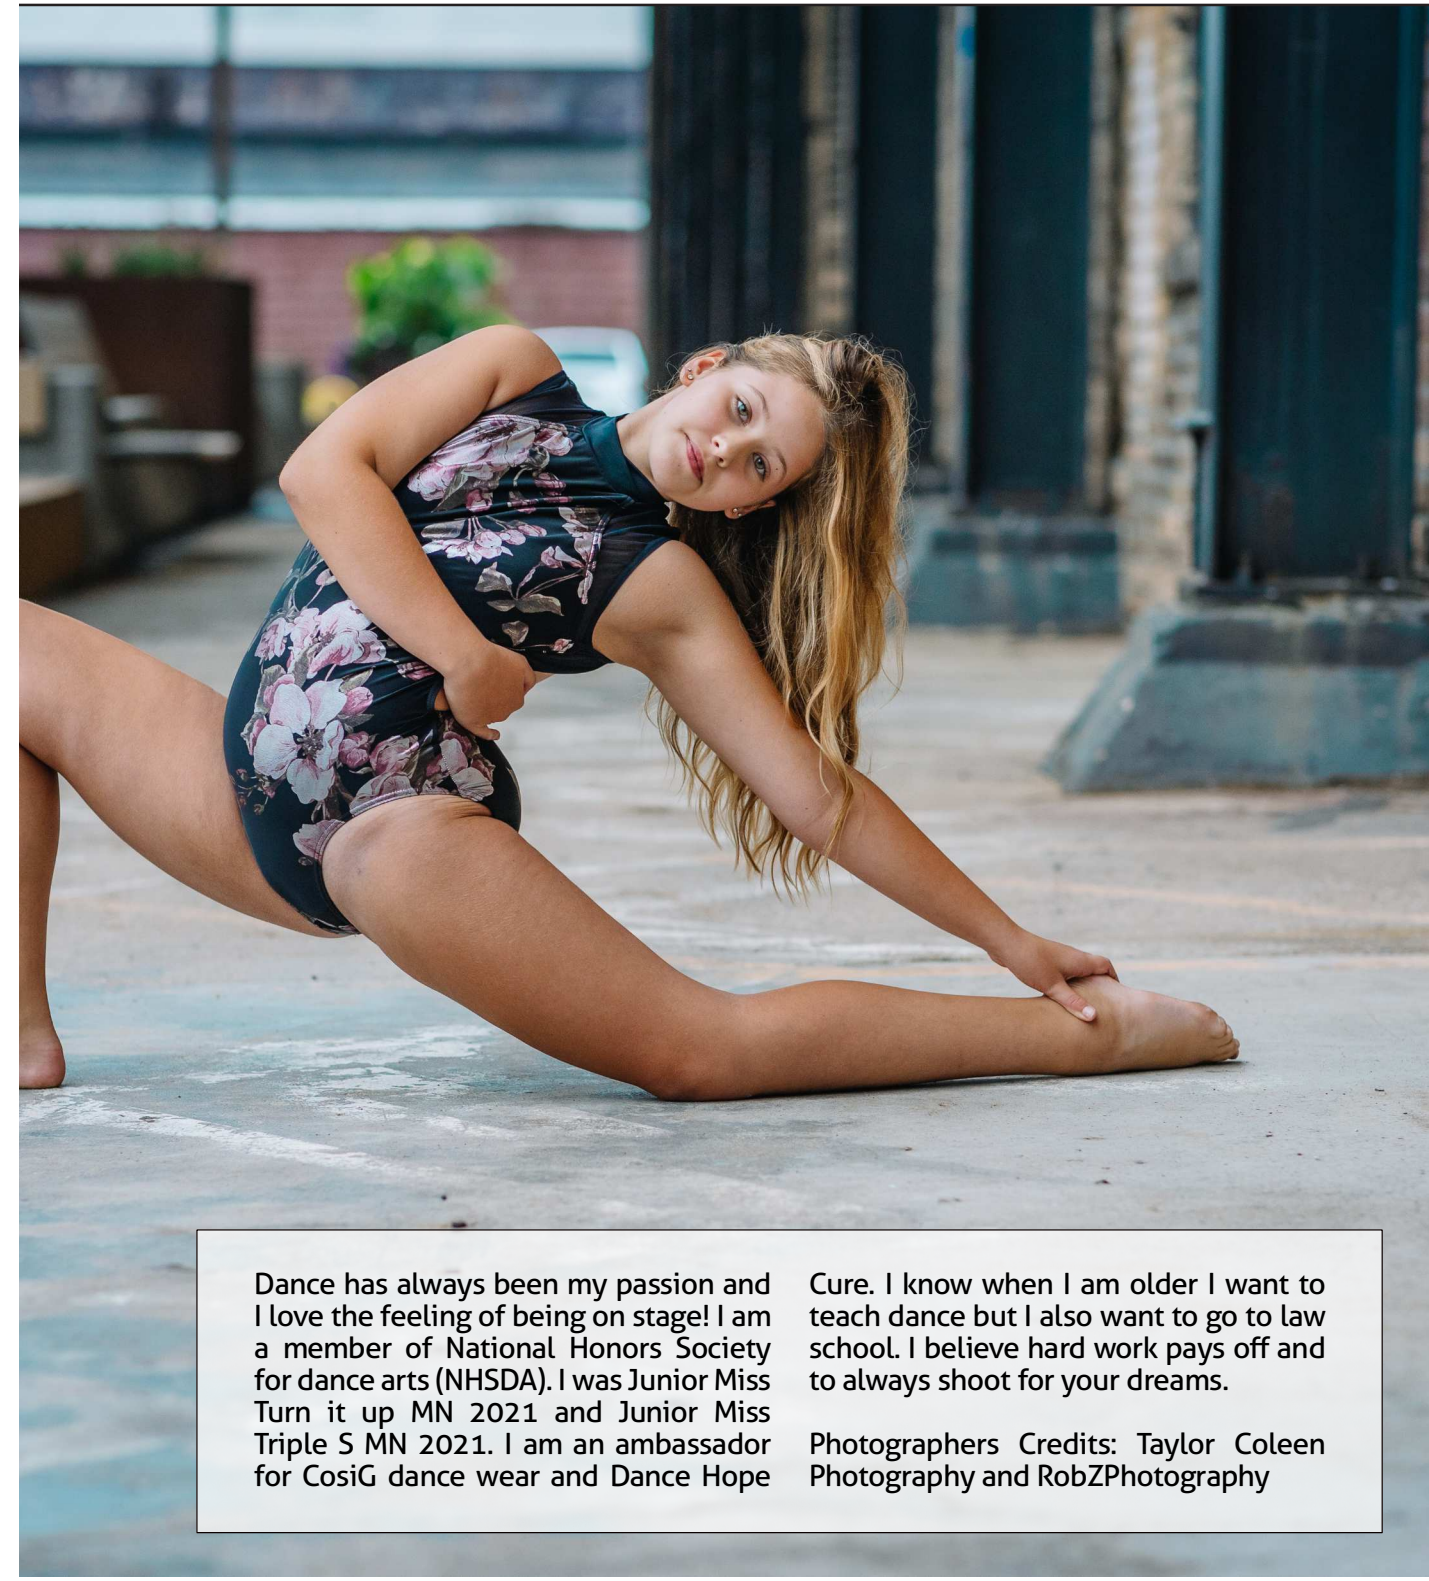 Dance has always been my passion and
I love the feeling of being on stage! I am
a member of National Honors Society
for dance arts (NHSDA). I was Junior Miss
Turn it up MN 2021 and Junior Miss
Triple S MN 2021. I am an ambassador
for CosiG dance wear and Dance Hope
Cure. I know when I am older I want to
teach dance but I also want to go to law
school. I believe hard work pays off and
to always shoot for your dreams.
Photographers Credits: Taylor Coleen
Photography and RobZPhotography